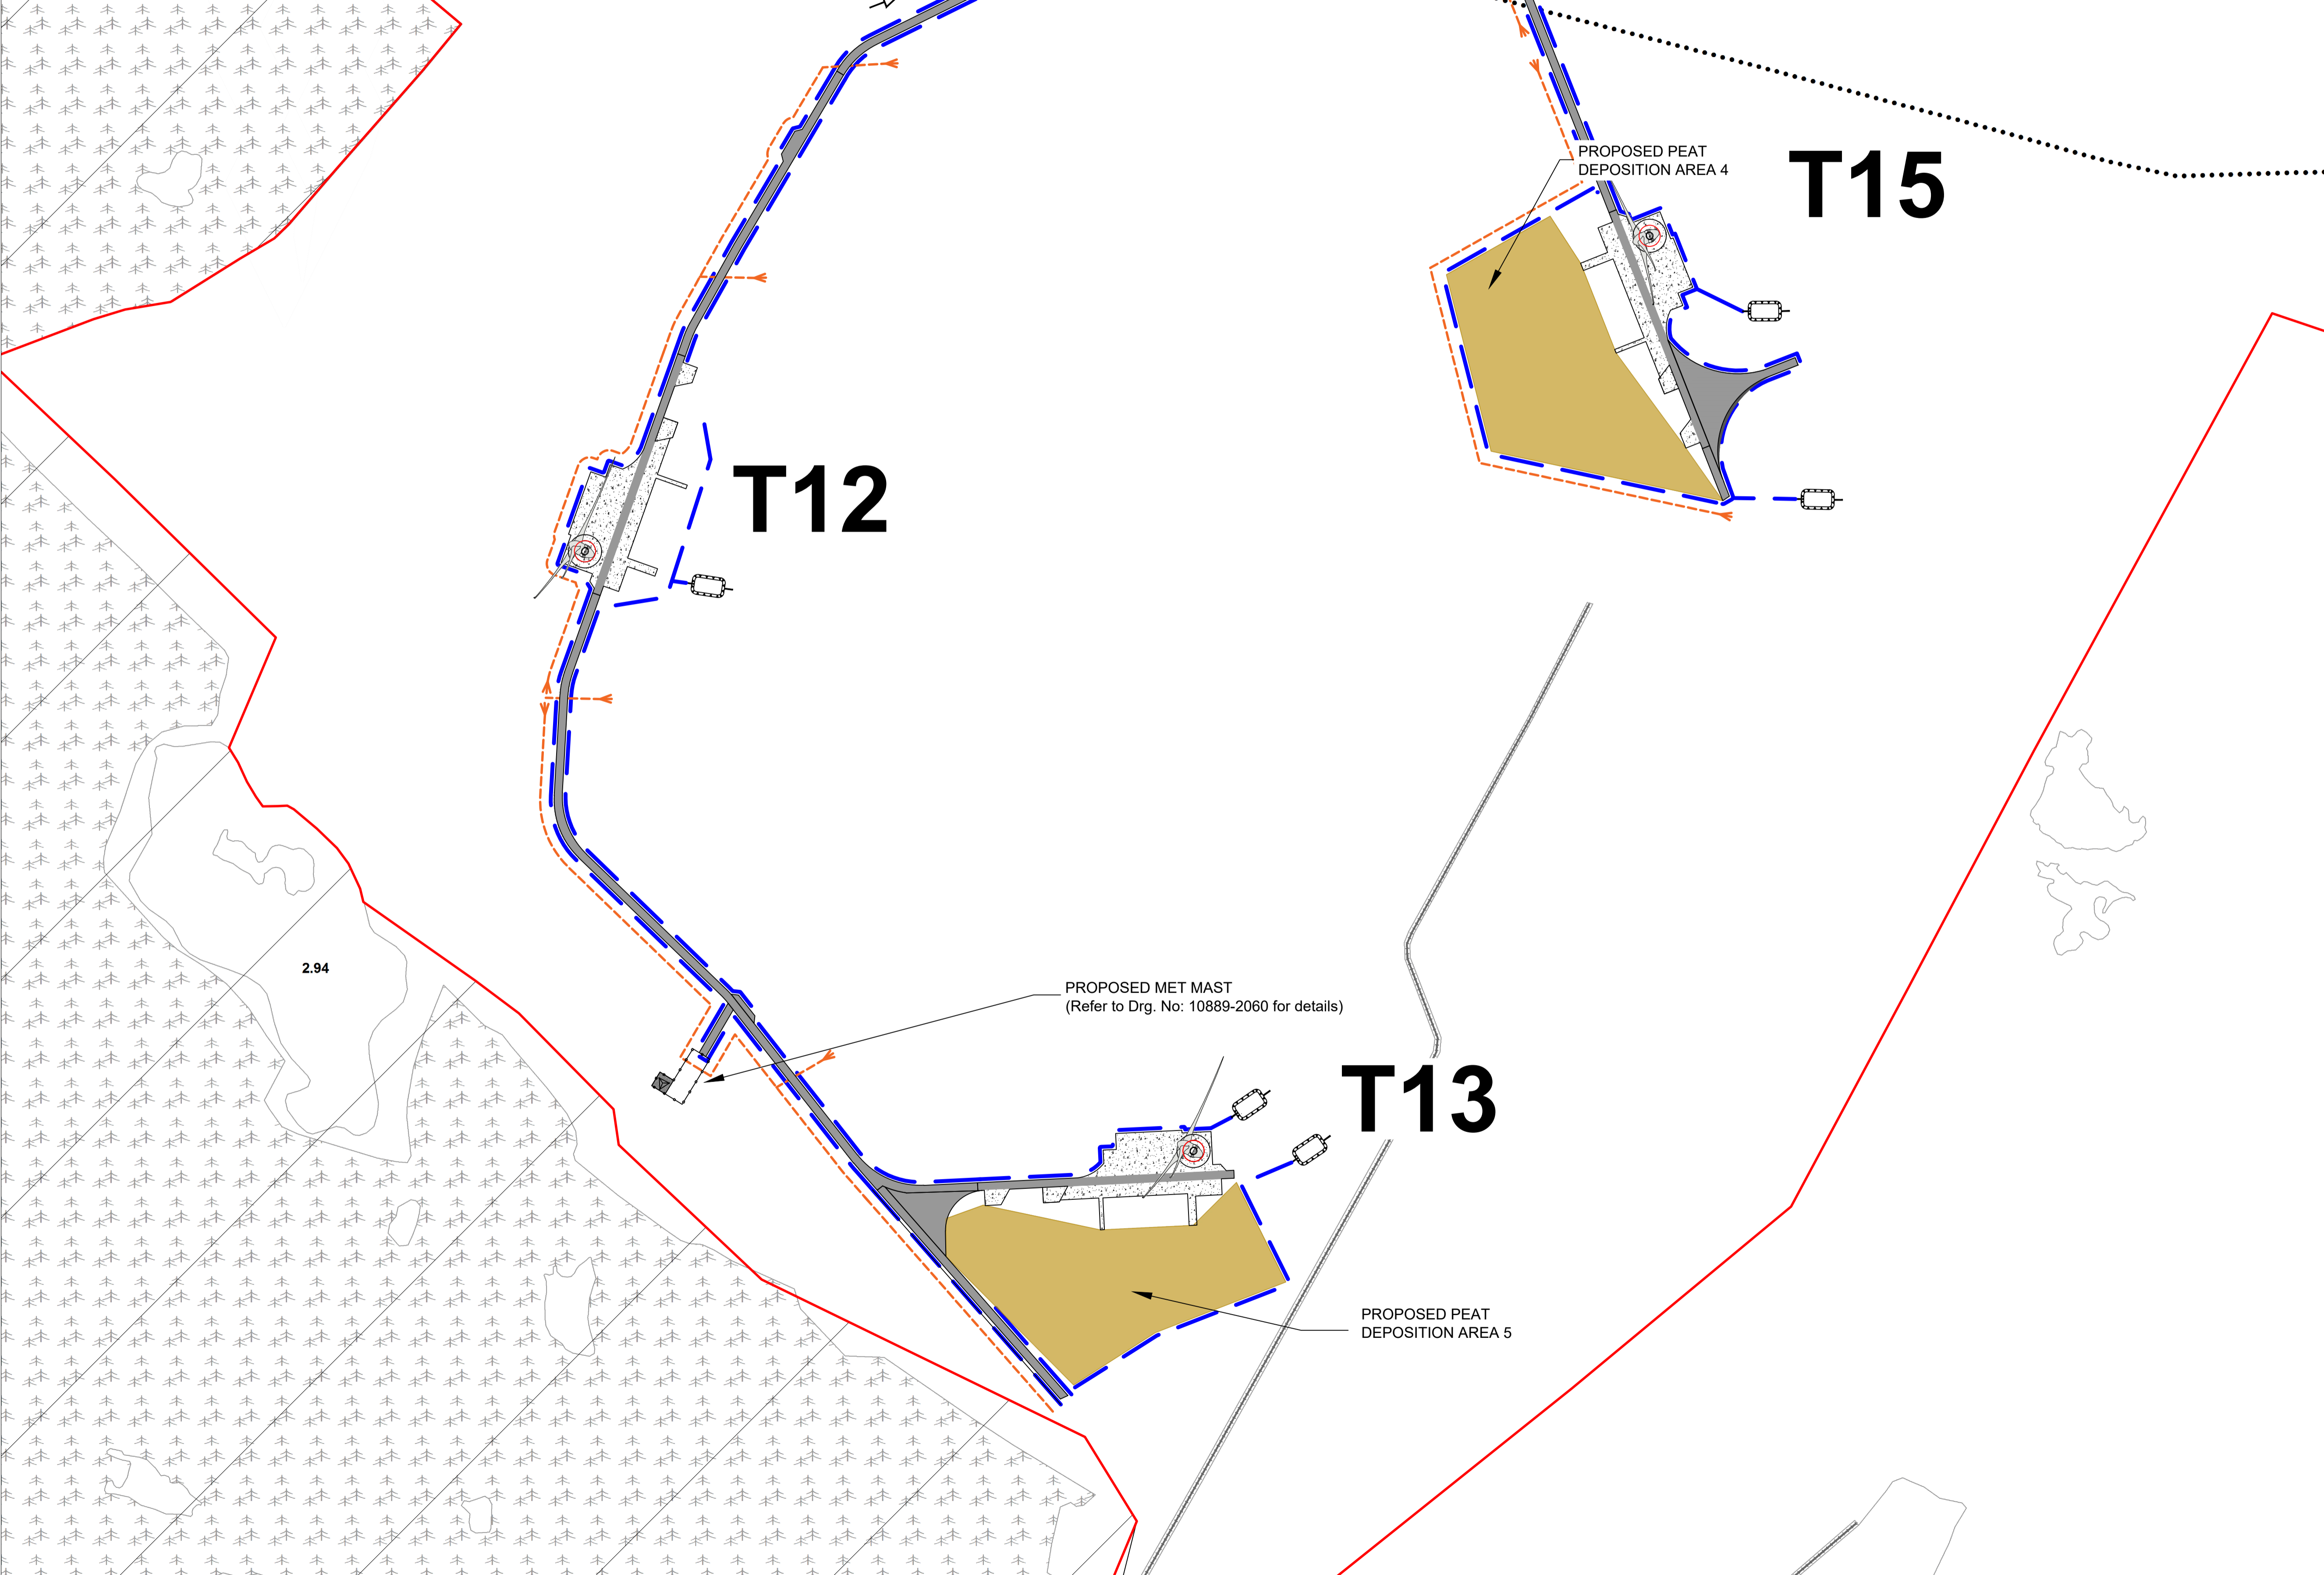 PROPOSED PEAT
DEPOSITION AREA 4
T15
T12
2.94
PROPOSED MET MAST
(Refer to Drg. No: 10889-2060 for details)
T13
PROPOSED PEAT
DEPOSITION AREA 5